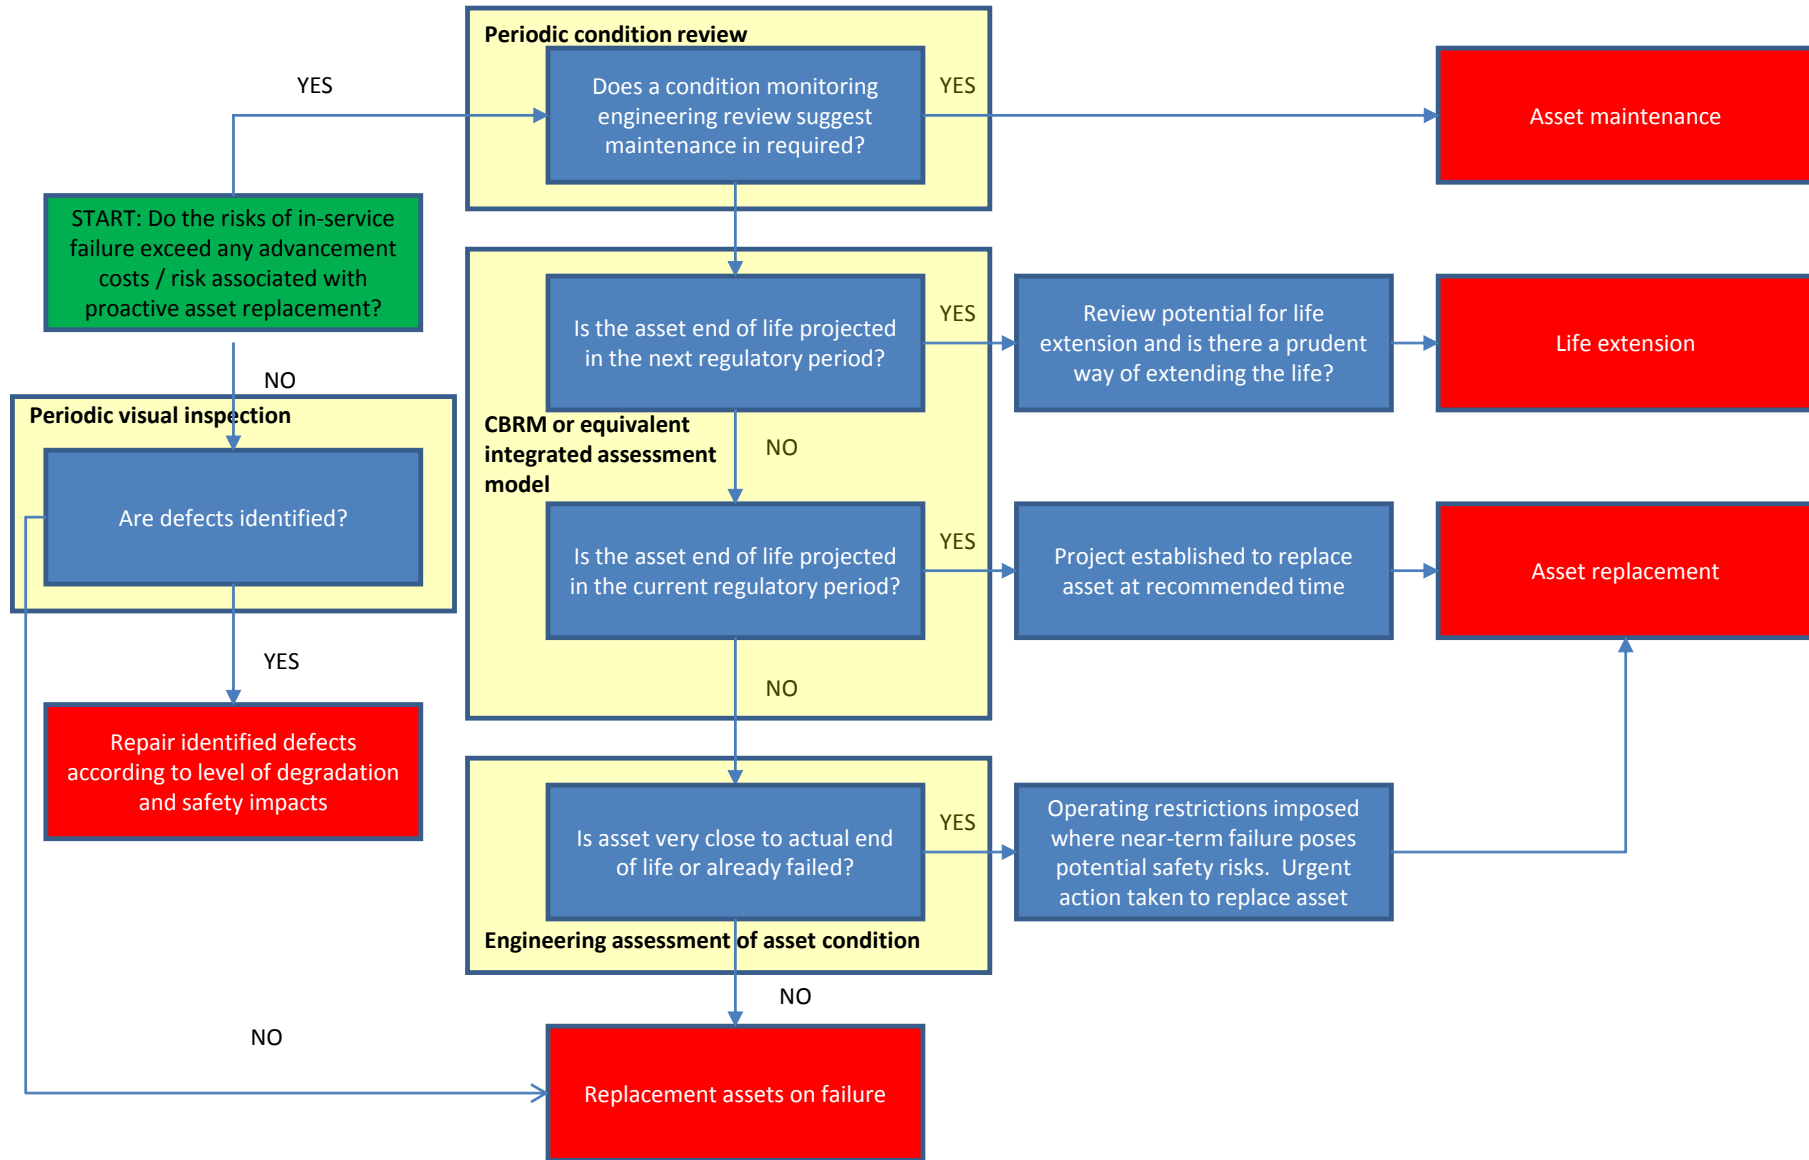 Periodic condition review
YES
Does a condition monitoring
engineering review suggest
maintenance in required?
YES
Asset maintenance
START: Do the risks of in-service
failure exceed any advancement
costs / risk associated with
proactive asset replacement?
Is the asset end of life projected
in the next regulatory period?
YES
Review potential for life
extension and is there a prudent
way of extending the life?
Life extension
NO
Periodic visual inspection
CBRM or equivalent
integrated assessment
model
NO
Are defects identified?
Is the asset end of life projected
in the current regulatory period?
YES
Project established to replace
asset at recommended time
Asset replacement
YES
NO
Repair identified defects
according to level of degradation
and safety impacts
Is asset very close to actual end
of life or already failed?
YES
Operating restrictions imposed
where near-term failure poses
potential safety risks.  Urgent
action taken to replace asset
Engineering assessment of asset condition
NO
NO
Replacement assets on failure